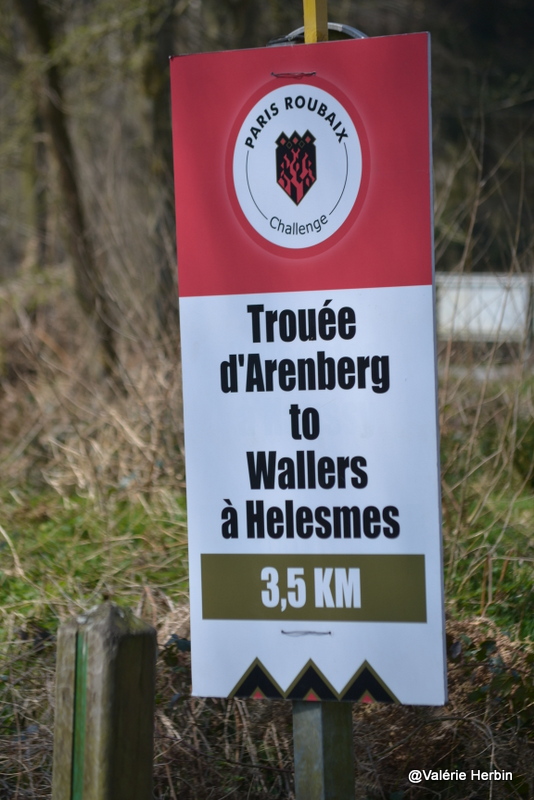 PARIS ROUBAIX
Challenge
Trouée
d'Arenberg
to
Wallers
à Helesmes
3,5 KM
@Valérie Herbin